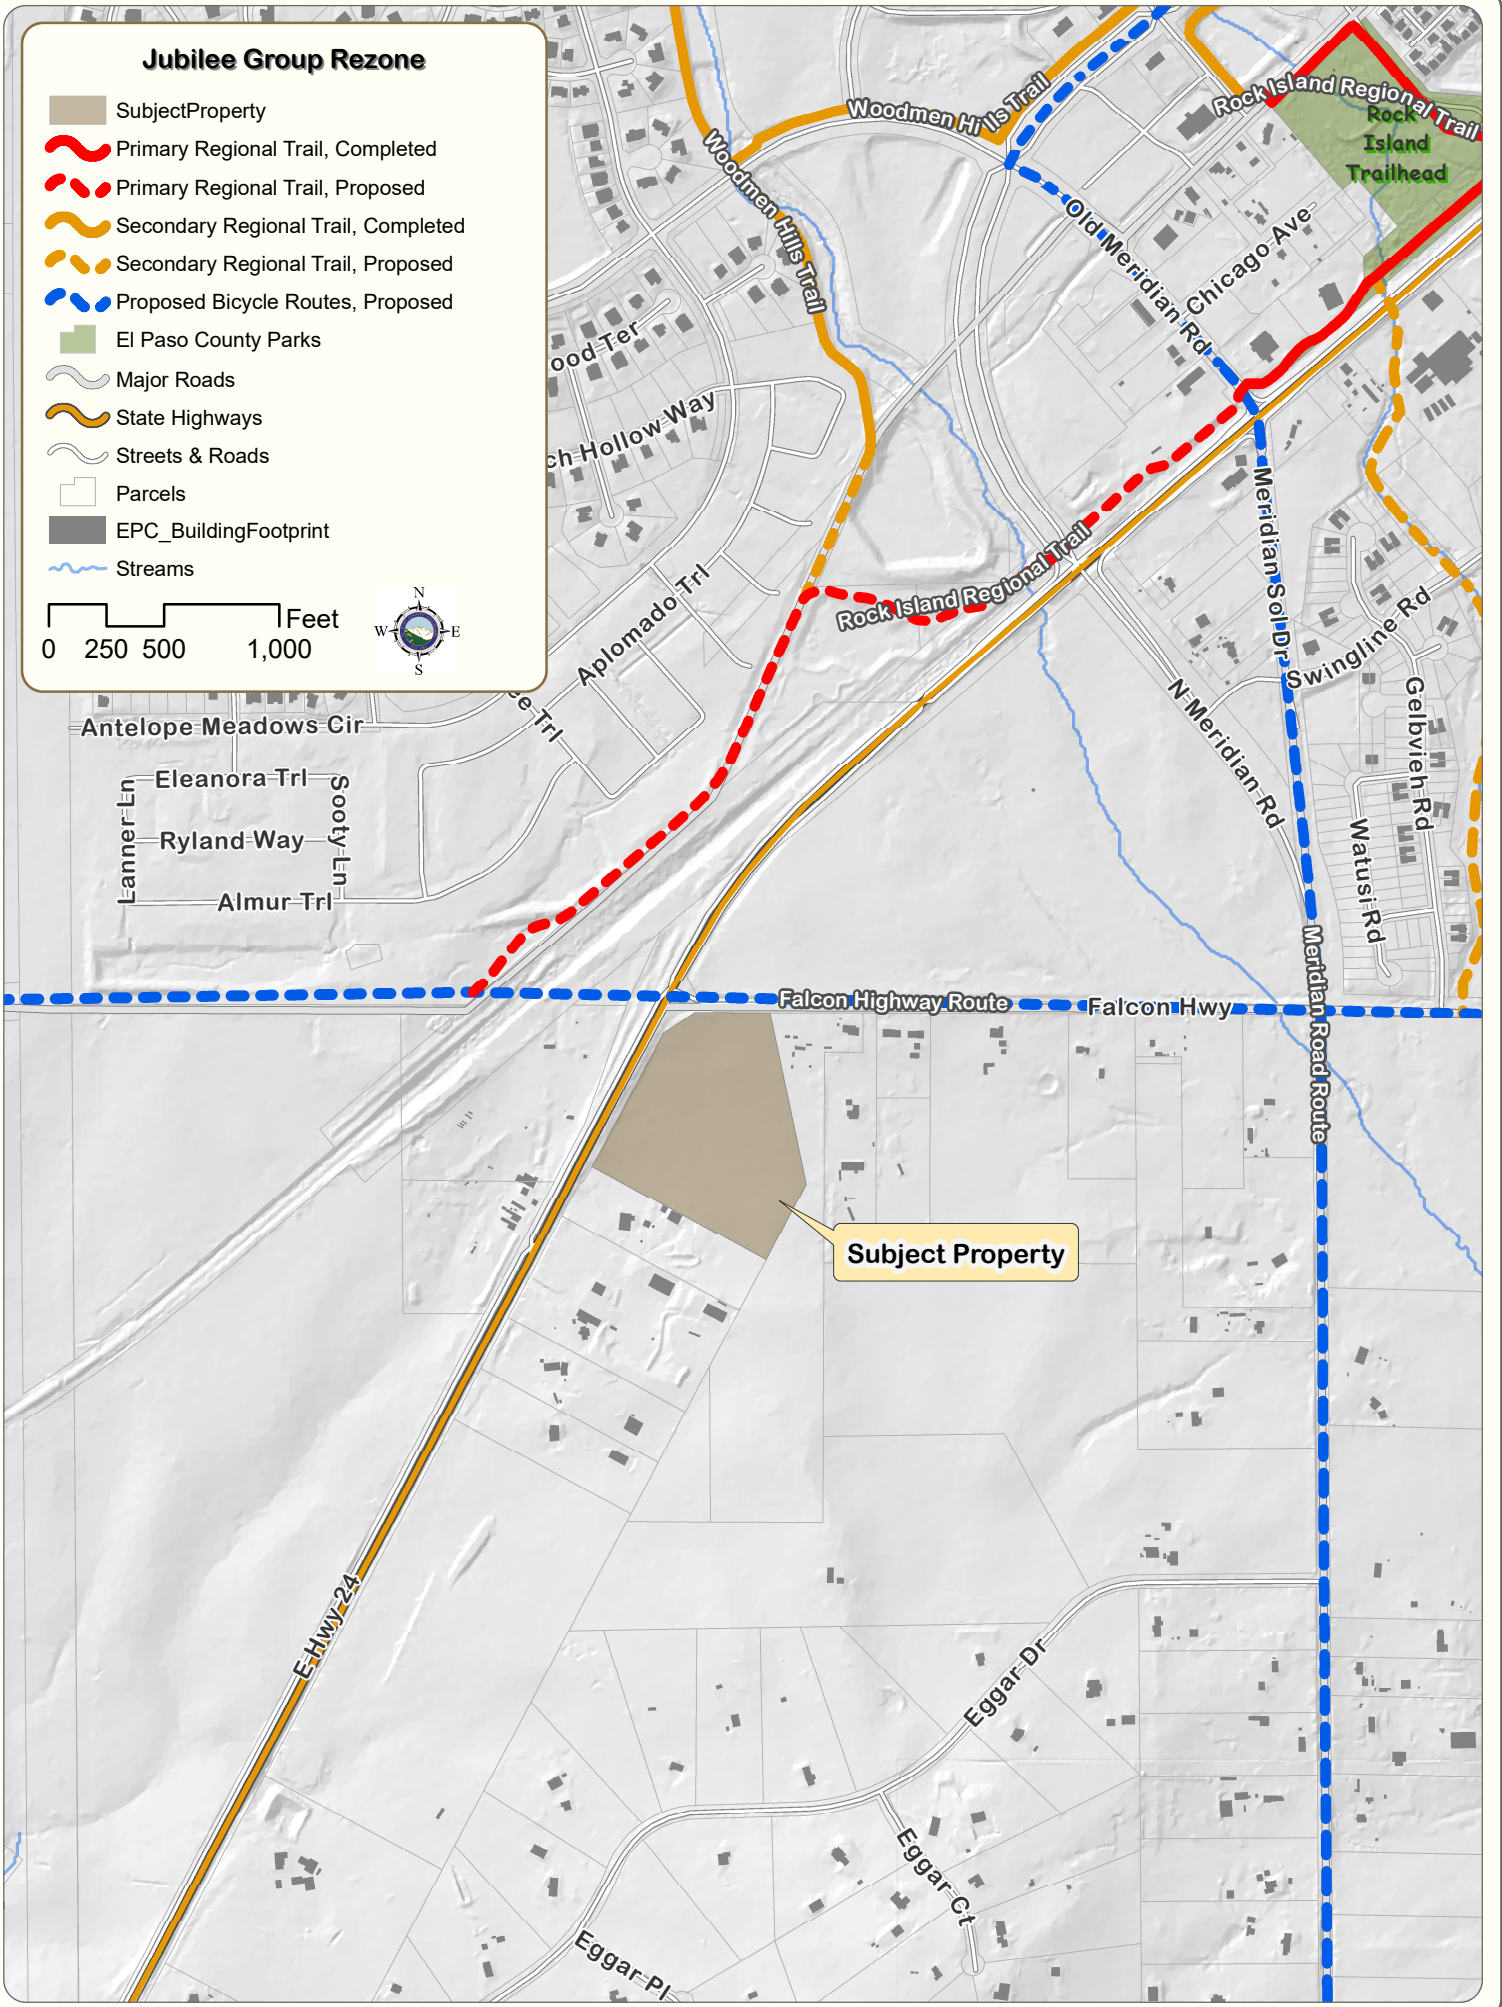 Jubilee Group Rezone
SubjectProperty
Primary Regional Trail, Completed
Primary Regional Trail, Proposed
Secondary Regional Trail, Completed
Secondary Regional Trail, Proposed
Proposed Bicycle Routes, Proposed
El Paso County Parks
Major Roads
State Highways
Streets & Roads
Parcels
EPC_BuildingFootprint
Streams
Feet
0 250 500 1,000
N
W E
S
Woodmen Hills Trail
Woodmen Hills Trail
Rock Island Regional Trail
Rock
Island
Trailhead
Old Meridian Rd
Chicago Ave
ood Ter
ch Hollow Way
Rock Island Regional Trail
Meridian Sol Dr
Swingline Rd
Gelbvieh Rd
N Meridian Rd
Watusi Rd
Aplomado Trl
ee Trl
Antelope Meadows Cir
Eleanora Trl
Lanner Ln
Sooty Ln
Ryland Way
Almur Trl
Falcon Highway Route
Falcon Hwy
Meridian Road Route
Subject Property
E Hwy 24
Eggar Dr
Eggar Ct
Eggar Pl